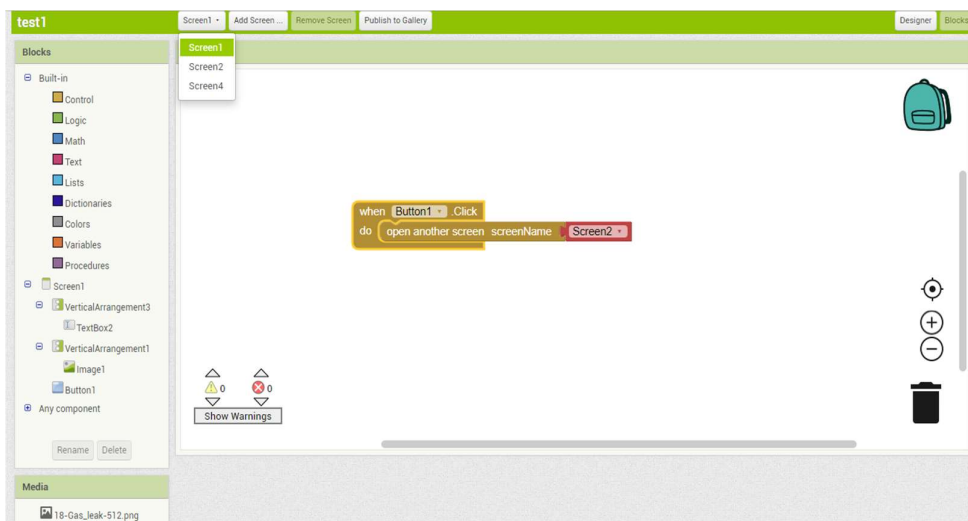 test1
Screen1
Add Screen ...
Remove Screen
Publish to Gallery
Designer
Blocks
Screen1
Screen2
Screen4
Blocks
Built-in
Control
Logic
Math
Text
Lists
Dictionaries
Colors
Variables
Procedures
Screen1
VerticalArrangement3
TextBox2
VerticalArrangement1
Image1
Button1
Any component
Rename
Delete
Media
18-Gas_leak-512.png
when Button1 .Click
do open another screen screenName Screen2
0
0
Show Warnings